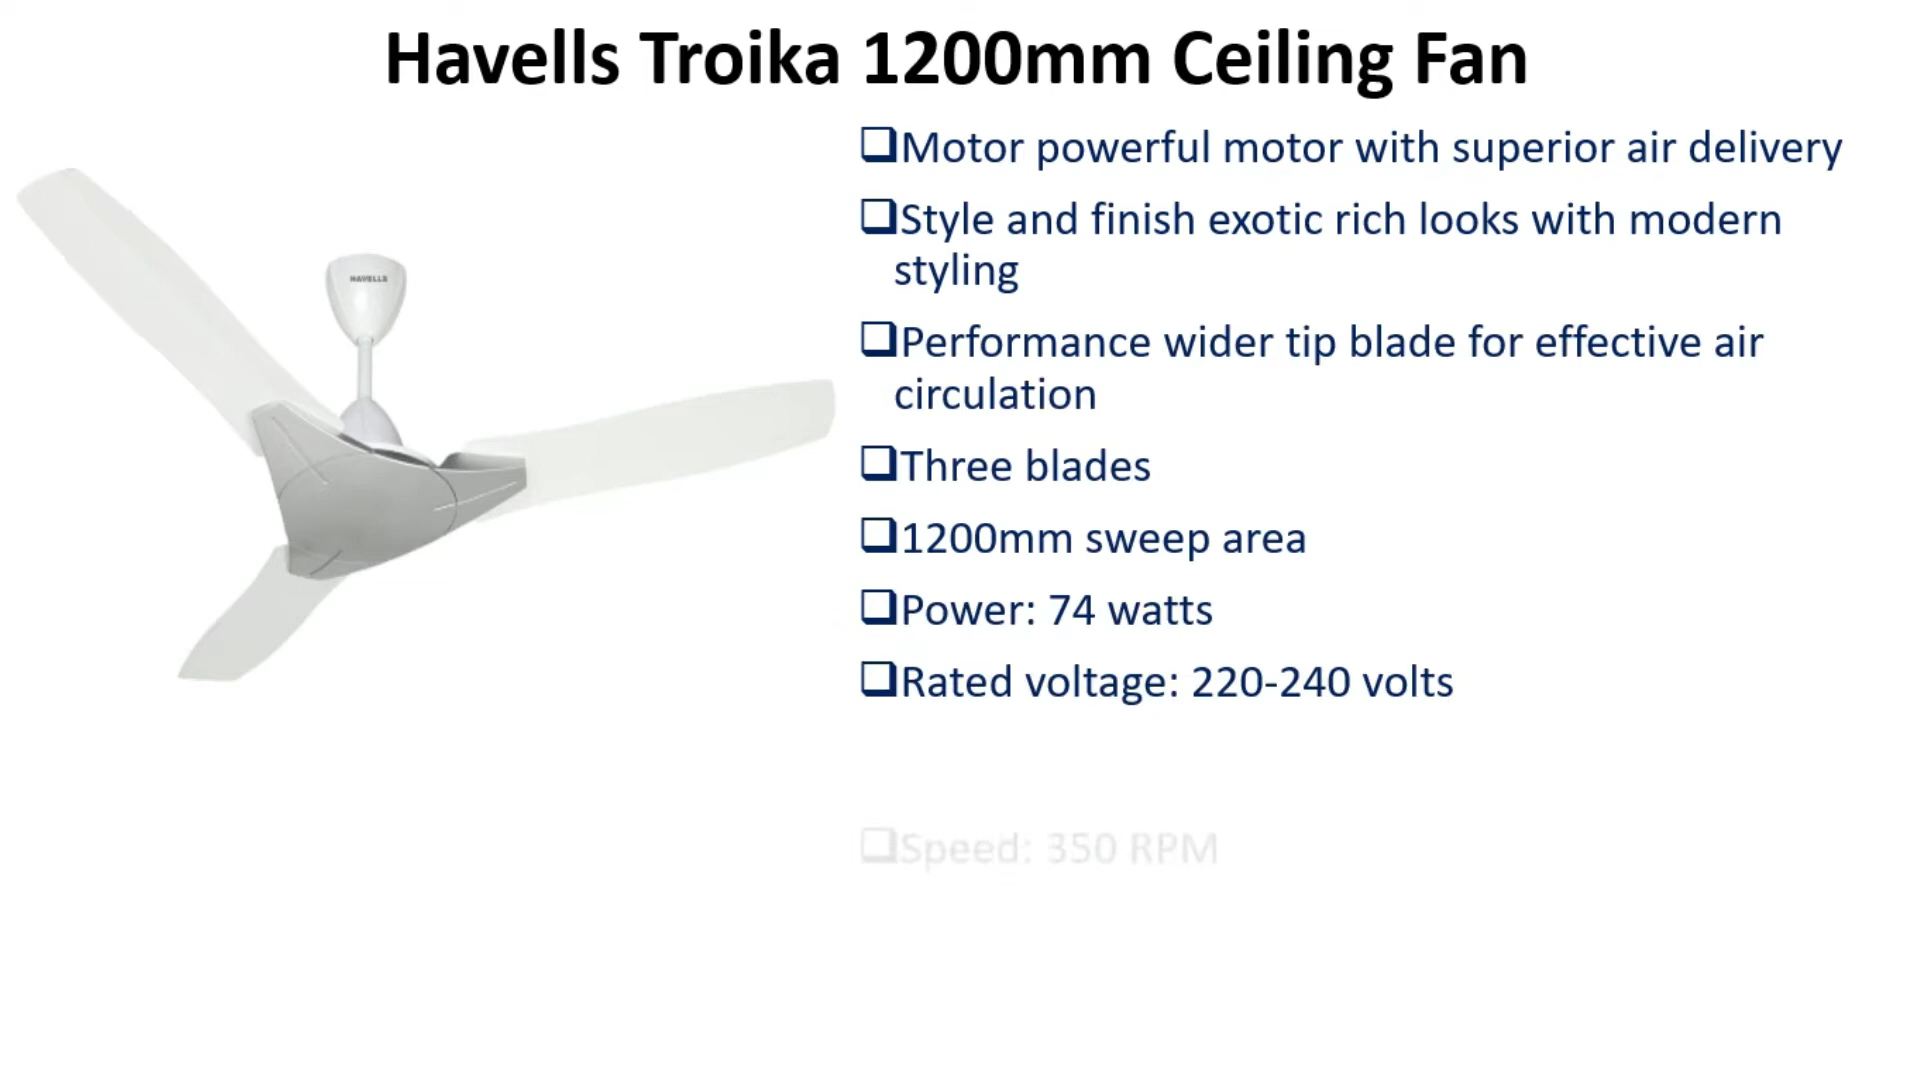 Havells Troika 1200mm Ceiling Fan
❑Motor powerful motor with superior air delivery
❑Style and finish exotic rich looks with modern
styling
❑Performance wider tip blade for effective air
circulation
❑Three blades
❑1200mm sweep area
❑Power: 74 watts
❑Rated voltage: 220-240 volts
❑Speed: 350 RPM
HAVELLS